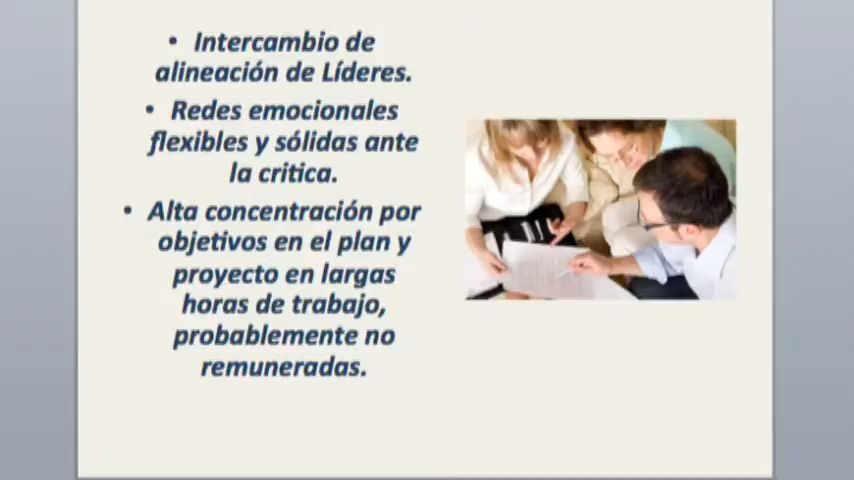 • Intercambio de
alineación de Líderes.
• Redes emocionales
flexibles y sólidas ante
la critica.
• Alta concentración por
objetivos en el plan y
proyecto en largas
horas de trabajo,
probablemente no
remuneradas.